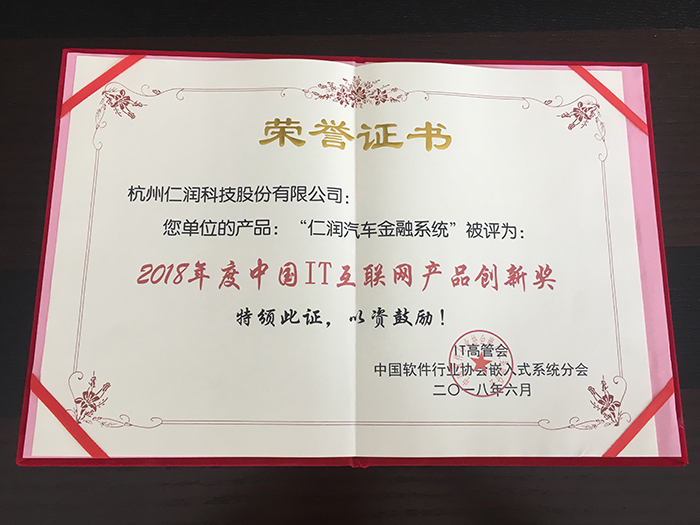 荣誉证书
杭州仁润科技股份有限公司：
您单位的产品：“仁润汽车金融系统”被评为：
2018年度中国IT互联网产品创新奖
特颁此证，以资鼓励！
IT高管会
中国软件行业协会嵌入式系统分会
二〇一八年六月